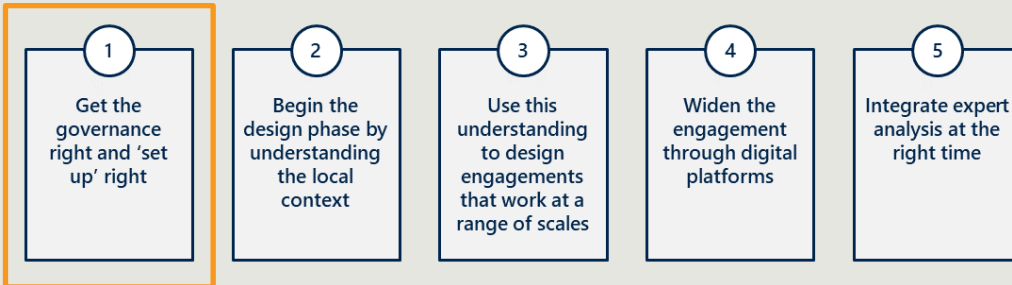 1
Get the
governance
right and ‘set
up’ right
2
Begin the
design phase by
understanding
the local
context
3
Use this
understanding
to design
engagements
that work at a
range of scales
4
Widen the
engagement
through digital
platforms
5
Integrate expert
analysis at the
right time